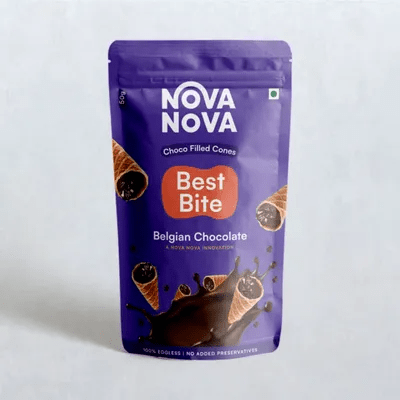 NOVA
NOVA
Choco Filled Cones
Best
Bite
Belgian Chocolate
A NOVA NOVA INNOVATION
50g
100% EGGLESS | NO ADDED PRESERVATIVES